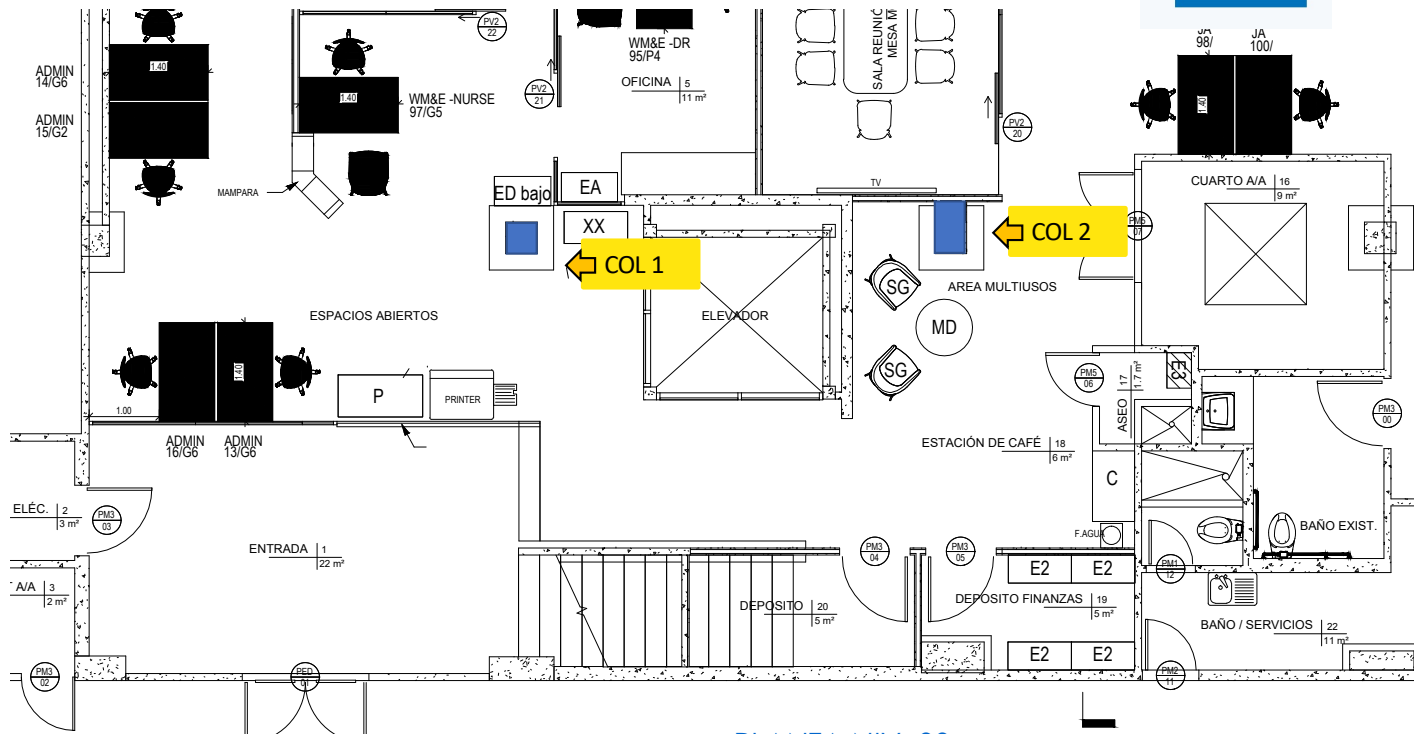 PV2
22
WM&E -DR
95/P4
SALA REUNI
MESA M
JA
98/
JA
100/
ADMIN
14/G6
1.40
ADMIN
15/G2
1.40
WM&E -NURSE
97/G5
PV2
21
OFICINA 5
11 m²
PV2
20
1.40
MAMPARA
ED bajo
EA
XX
TV
CUARTO A/A 16
9 m²
PM5
07
COL 1
COL 2
ESPACIOS ABIERTOS
ELEVADOR
SG
AREA MULTIUSOS
MD
SG
1.40
P
PRINTER
1.00
ADMIN
16/G6
ADMIN
13/G6
PM5
06
ASEO 17
1.7 m²
E3
PM3
00
ESTACIÓN DE CAFÉ 18
6 m²
C
F.AGUA
ELÉC. 2
3 m²
PM3
03
ENTRADA 1
22 m²
PM3
04
PM3
05
BAÑO EXIST.
PM1
12
A/A 3
2 m²
DEPOSITO 20
5 m²
E2 E2
DEPOSITO FINANZAS 19
5 m²
E2 E2
BAÑO / SERVICIOS 22
11 m²
PM3
02
PED
01
PM2
11